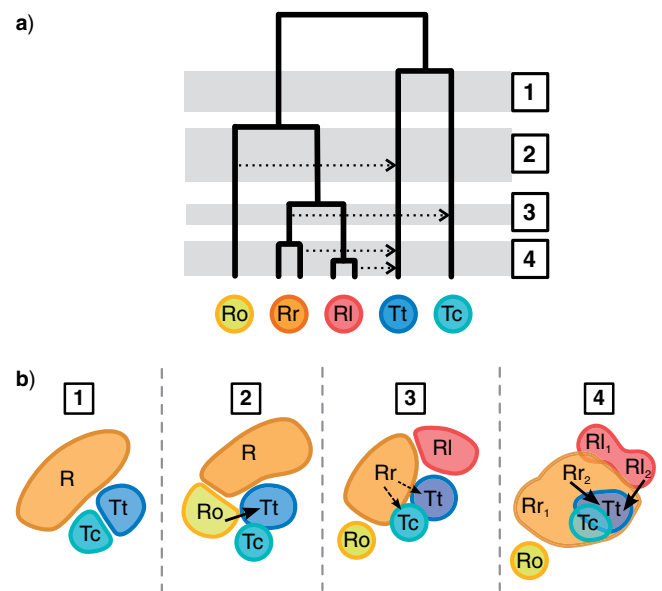 a)
1
2
3
4
Ro Rr Rl Tt Tc
b)
1 2 3 4
R Tt Tc
R Ro Tt Tc
Rr Rl Tt Tc Ro
Rl1 Rl2 Rr2 Rr1 Tt Tc Ro